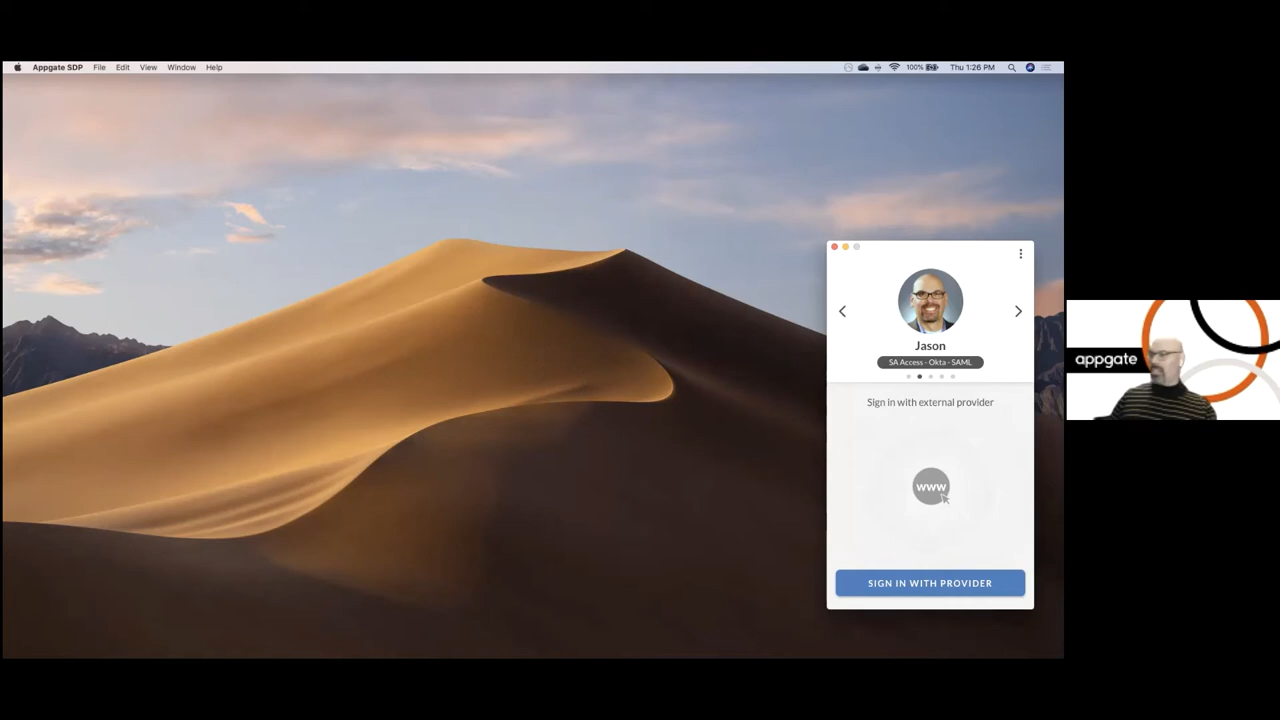 Appgate SDP File Edit View Window Help 100% Thu 1:26 PM
Jason
SA Access - Okta - SAML
Sign in with external provider
www
SIGN IN WITH PROVIDER
appgate